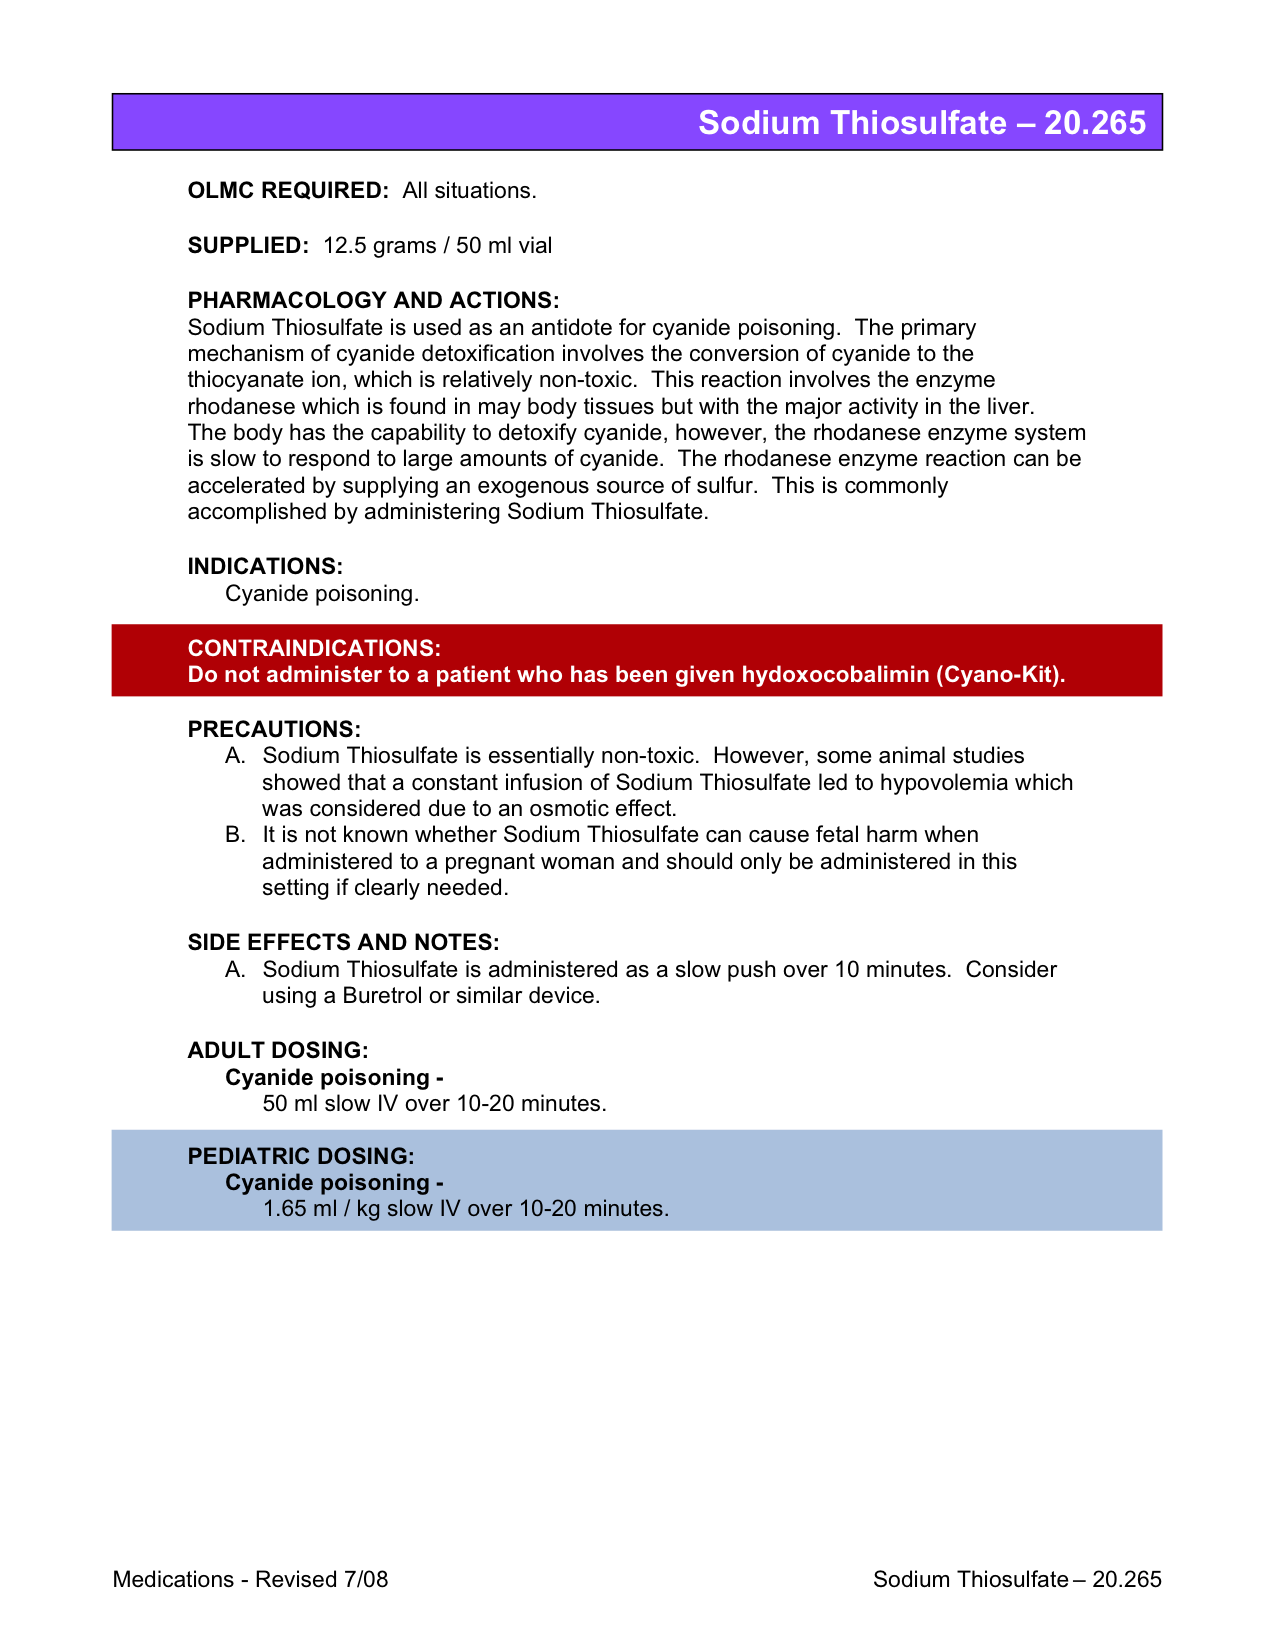 Sodium Thiosulfate – 20.265
OLMC REQUIRED:  All situations.
SUPPLIED:  12.5 grams / 50 ml vial
PHARMACOLOGY AND ACTIONS:
Sodium Thiosulfate is used as an antidote for cyanide poisoning.  The primary
mechanism of cyanide detoxification involves the conversion of cyanide to the
thiocyanate ion, which is relatively non-toxic.  This reaction involves the enzyme
rhodanese which is found in may body tissues but with the major activity in the liver.
The body has the capability to detoxify cyanide, however, the rhodanese enzyme system
is slow to respond to large amounts of cyanide.  The rhodanese enzyme reaction can be
accelerated by supplying an exogenous source of sulfur.  This is commonly
accomplished by administering Sodium Thiosulfate.
INDICATIONS:
Cyanide poisoning.
CONTRAINDICATIONS:
Do not administer to a patient who has been given hydoxocobalimin (Cyano-Kit).
PRECAUTIONS:
A. Sodium Thiosulfate is essentially non-toxic.  However, some animal studies
showed that a constant infusion of Sodium Thiosulfate led to hypovolemia which
was considered due to an osmotic effect.
B. It is not known whether Sodium Thiosulfate can cause fetal harm when
administered to a pregnant woman and should only be administered in this
setting if clearly needed.
SIDE EFFECTS AND NOTES:
A. Sodium Thiosulfate is administered as a slow push over 10 minutes.  Consider
using a Buretrol or similar device.
ADULT DOSING:
Cyanide poisoning -
50 ml slow IV over 10-20 minutes.
PEDIATRIC DOSING:
Cyanide poisoning -
1.65 ml / kg slow IV over 10-20 minutes.
Medications - Revised 7/08 Sodium Thiosulfate – 20.265